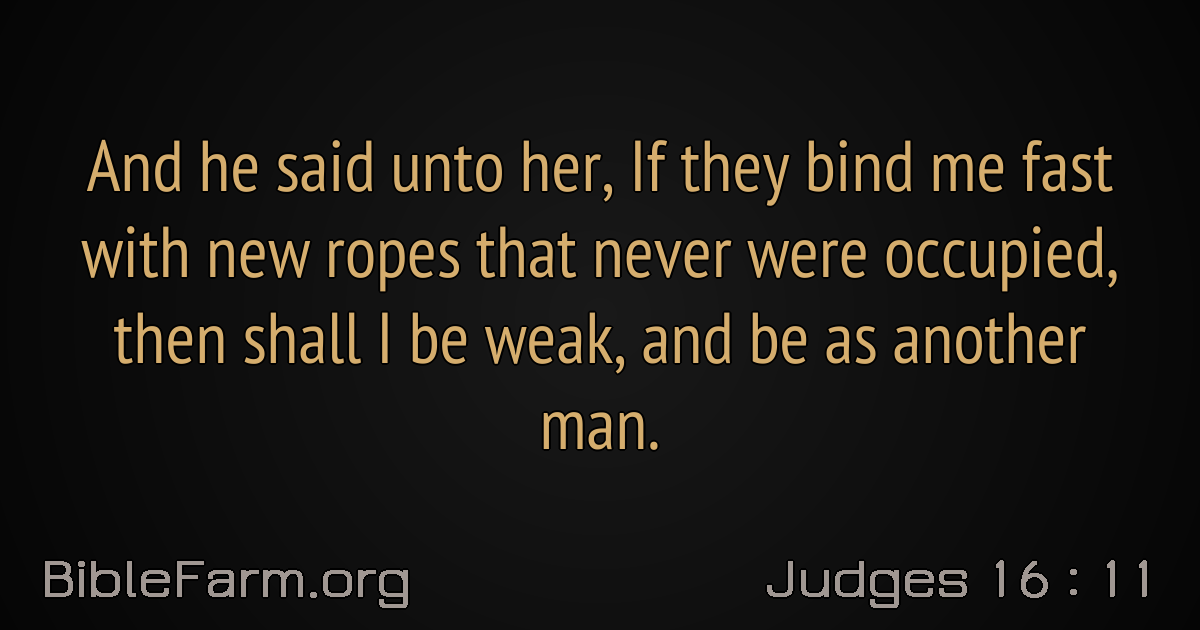 And he said unto her, If they bind me fast
with new ropes that never were occupied,
then shall I be weak, and be as another
man.
BibleFarm.org
Judges 16 : 11